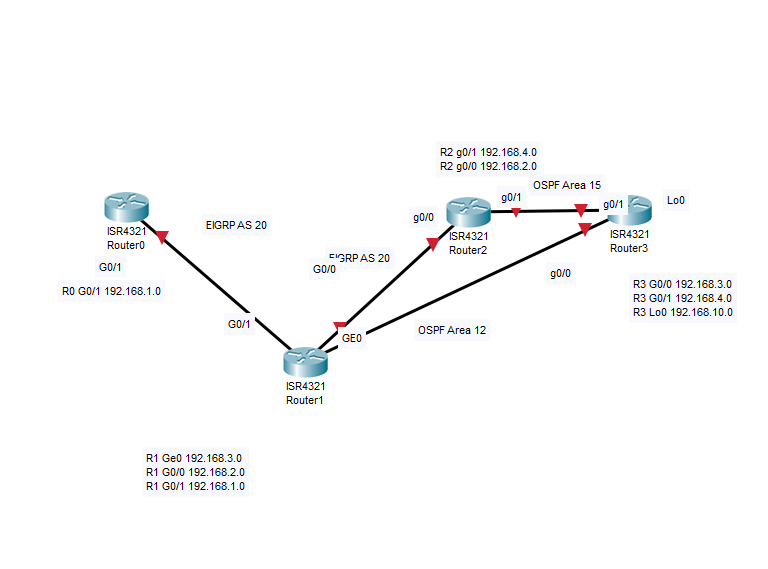 R2 g0/1 192.168.4.0
R2 g0/0 192.168.2.0
OSPF Area 15
Lo0
g0/1
g0/1
g0/0
ISR4321
Router0
EIGRP AS 20
ISR4321
Router2
ISR4321
Router3
EIGRP AS 20
G0/1
G0/0
g0/0
R0 G0/1 192.168.1.0
R3 G0/0 192.168.3.0
R3 G0/1 192.168.4.0
R3 Lo0 192.168.10.0
G0/1
GE0
OSPF Area 12
ISR4321
Router1
R1 Ge0 192.168.3.0
R1 G0/0 192.168.2.0
R1 G0/1 192.168.1.0